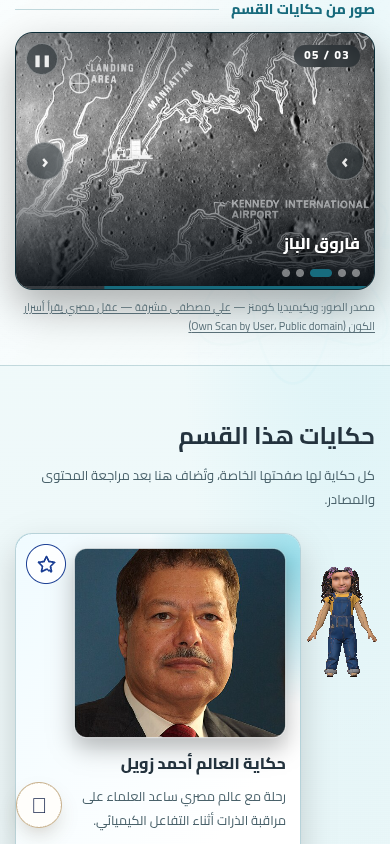 صور من حكايات القسم
05 / 03
LANDING
AREA
MANHATTAN
KENNEDY INTERNATIONAL
AIRPORT
فاروق الباز
مصدر الصور: ويكيميديا كومنز — علي مصطفى مشرفة — عقل مصري يقرأ أسرار
الكون (Own Scan by User، Public domain)
حكايات هذا القسم
كل حكاية لها صفحتها الخاصة، وتُضاف هنا بعد مراجعة المحتوى
والمصادر.
حكاية العالم أحمد زويل
رحلة مع عالم مصري ساعد العلماء على
مراقبة الذرات أثناء التفاعل الكيميائي.